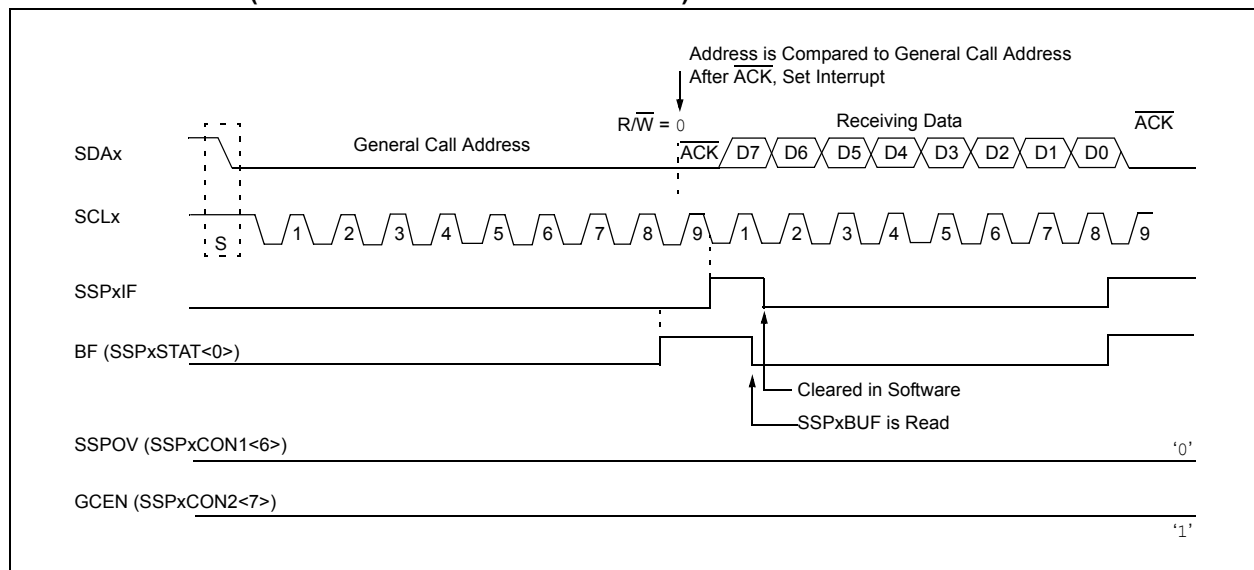 Address is Compared to General Call Address
After ACK, Set Interrupt
R/W = 0
Receiving Data
ACK
SDAx
General Call Address
ACK D7 D6 D5 D4 D3 D2 D1 D0
SCLx
S 1 2 3 4 5 6 7 8 9 1 2 3 4 5 6 7 8 9
SSPxIF
BF (SSPxSTAT<0>)
Cleared in Software
SSPxBUF is Read
SSPOV (SSPxCON1<6>)
‘0’
GCEN (SSPxCON2<7>)
‘1’